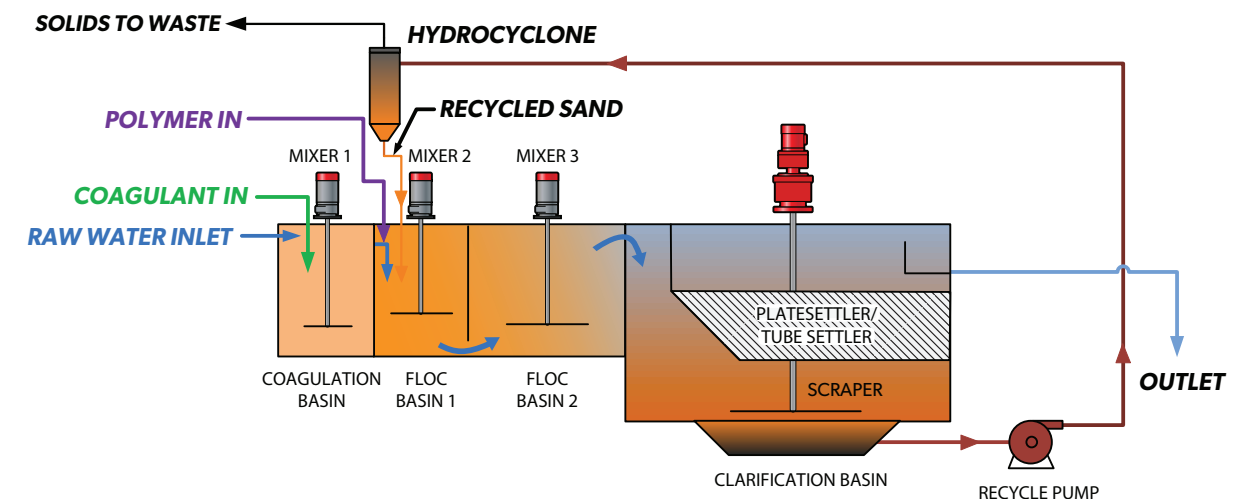 SOLIDS TO WASTE
HYDROCYCLONE
POLYMER IN
RECYCLED SAND
MIXER 1
MIXER 2
MIXER 3
COAGULANT IN
RAW WATER INLET
PLATESETTLER/
TUBE SETTLER
COAGULATION
BASIN
FLOC
BASIN 1
FLOC
BASIN 2
SCRAPER
OUTLET
CLARIFICATION BASIN
RECYCLE PUMP